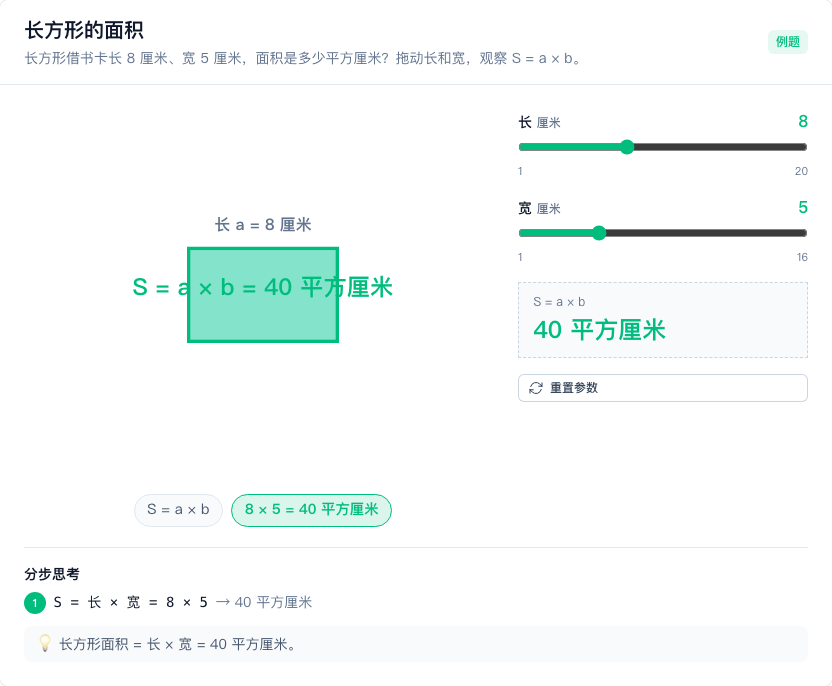 长方形的面积
长方形借书卡长 8 厘米、宽 5 厘米，面积是多少平方厘米？拖动长和宽，观察 S = a × b。
例题
长 a = 8 厘米
S = a × b = 40 平方厘米
S = a × b
8 × 5 = 40 平方厘米
长 厘米 8
1 20
宽 厘米 5
1 16
S = a × b
40 平方厘米
重置参数
分步思考
1 S = 长 × 宽 = 8 × 5 → 40 平方厘米
长方形面积 = 长 × 宽 = 40 平方厘米。